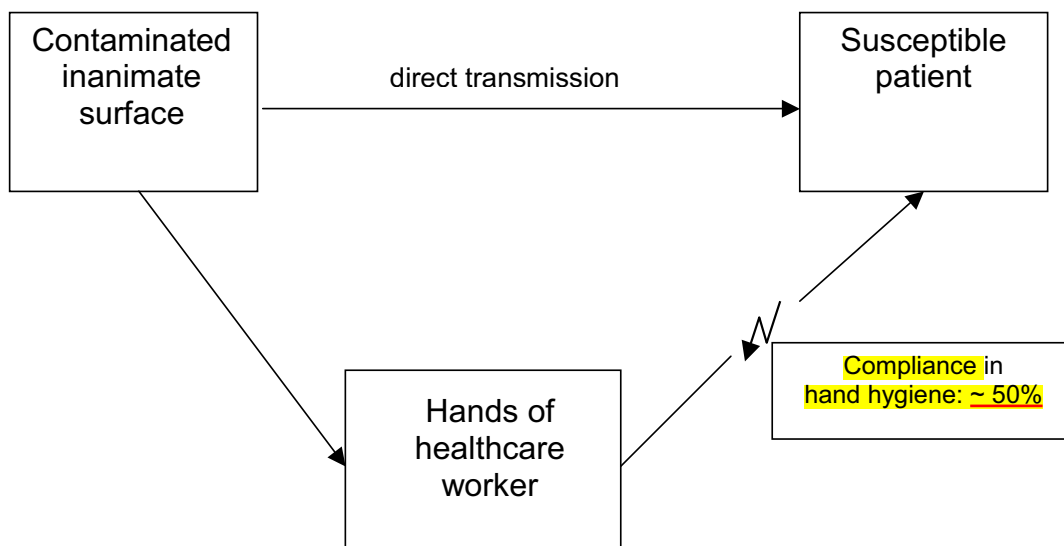 Contaminated
inanimate
surface
direct transmission
Susceptible
patient
Compliance in
hand hygiene: ~ 50%
Hands of
healthcare
worker